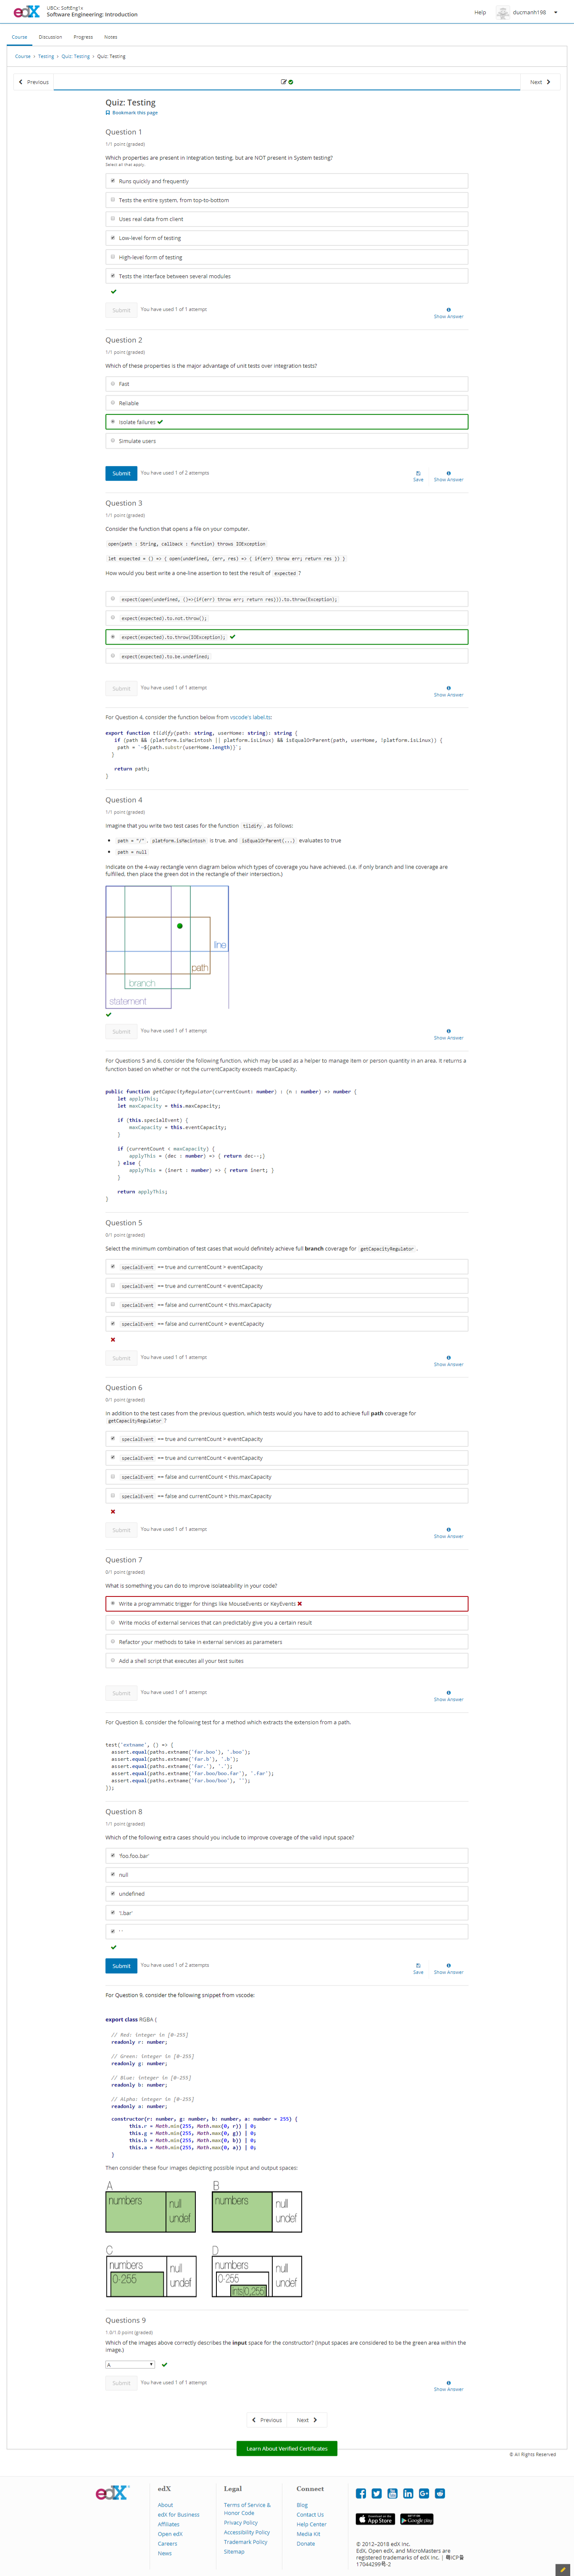 edX
UBCx: SoftEng1x
Software Engineering: Introduction
Help
ducmanh198
Course
Discussion
Progress
Notes
Course > Testing > Quiz: Testing > Quiz: Testing
Previous
Next
Quiz: Testing
Bookmark this page
Question 1
1/1 point (graded)
Which properties are present in Integration testing, but are NOT present in System testing?
Select all that apply.
Runs quickly and frequently
Tests the entire system, from top-to-bottom
Uses real data from client
Low-level form of testing
High-level form of testing
Tests the interface between several modules
Submit
You have used 1 of 1 attempt
Show Answer
Question 2
1/1 point (graded)
Which of these properties is the major advantage of unit tests over integration tests?
Fast
Reliable
Isolate failures
Simulate users
Submit
You have used 1 of 2 attempts
Save
Show Answer
Question 3
1/1 point (graded)
Consider the function that opens a file on your computer.
open(path : String, callback : function) throws IOException
let expected = () => { open(undefined, (err, res) => { if(err) throw err; return res }) }
How would you best write a one-line assertion to test the result of expected ?
expect(open(undefined, ()=>{if(err) throw err; return res})).to.throw(Exception);
expect(expected).to.not.throw();
expect(expected).to.throw(IOException);
expect(expected).to.be.undefined;
Submit
You have used 1 of 1 attempt
Show Answer
For Question 4, consider the function below from vscode's label.ts:
export function tildify(path: string, userHome: string): string {
if (path && (platform.isMacintosh || platform.isLinux) && isEqualOrParent(path, userHome, !platform.isLinux)) {
path = `~${path.substr(userHome.length)}`;
}
return path;
}
Question 4
1/1 point (graded)
Imagine that you write two test cases for the function tildify , as follows:
path = "/" , platform.isMacintosh is true, and isEqualOrParent(...) evaluates to true
path = null
Indicate on the 4-way rectangle venn diagram below which types of coverage you have achieved. (i.e. if only branch and line coverage are
fulfilled, then place the green dot in the rectangle of their intersection.)
line
path
branch
statement
Submit
You have used 1 of 1 attempt
Show Answer
For Questions 5 and 6, consider the following function, which may be used as a helper to manage item or person quantity in an area. It returns a
function based on whether or not the currentCapacity exceeds maxCapacity.
public function getCapacityRegulator(currentCount: number) : (n : number) => number {
let applyThis;
let maxCapacity = this.maxCapacity;
if (this.specialEvent) {
maxCapacity = this.eventCapacity;
}
if (currentCount < maxCapacity) {
applyThis = (dec : number) => { return dec--;}
} else {
applyThis = (inert : number) => { return inert; }
}
return applyThis;
}
Question 5
0/1 point (graded)
Select the minimum combination of test cases that would definitely achieve full branch coverage for getCapacityRegulator .
specialEvent == true and currentCount > eventCapacity
specialEvent == true and currentCount < eventCapacity
specialEvent == false and currentCount < this.maxCapacity
specialEvent == false and currentCount > eventCapacity
Submit
You have used 1 of 1 attempt
Show Answer
Question 6
0/1 point (graded)
In addition to the test cases from the previous question, which tests would you have to add to achieve full path coverage for
getCapacityRegulator ?
specialEvent == true and currentCount > eventCapacity
specialEvent == true and currentCount < eventCapacity
specialEvent == false and currentCount < this.maxCapacity
specialEvent == false and currentCount > this.maxCapacity
Submit
You have used 1 of 1 attempt
Show Answer
Question 7
0/1 point (graded)
What is something you can do to improve isolateability in your code?
Write a programmatic trigger for things like MouseEvents or KeyEvents
Write mocks of external services that can predictably give you a certain result
Refactor your methods to take in external services as parameters
Add a shell script that executes all your test suites
Submit
You have used 1 of 1 attempt
Show Answer
For Question 8, consider the following test for a method which extracts the extension from a path.
test('extname', () => {
assert.equal(paths.extname('far.boo'), '.boo');
assert.equal(paths.extname('far.b'), '.b');
assert.equal(paths.extname('far.'), '.');
assert.equal(paths.extname('far.boo/boo.far'), '.far');
assert.equal(paths.extname('far.boo/boo'), '');
});
Question 8
1/1 point (graded)
Which of the following extra cases should you include to improve coverage of the valid input space?
'foo.foo.bar'
null
undefined
'\.bar'
' '
Submit
You have used 1 of 2 attempts
Save
Show Answer
For Question 9, consider the following snippet from vscode:
export class RGBA {
// Red: integer in [0-255]
readonly r: number;
// Green: integer in [0-255]
readonly g: number;
// Blue: integer in [0-255]
readonly b: number;
// Alpha: integer in [0-255]
readonly a: number;
constructor(r: number, g: number, b: number, a: number = 255) {
this.r = Math.min(255, Math.max(0, r)) | 0;
this.g = Math.min(255, Math.max(0, g)) | 0;
this.b = Math.min(255, Math.max(0, b)) | 0;
this.a = Math.min(255, Math.max(0, a)) | 0;
}
Then consider these four images depicting possible input and output spaces:
A
numbers
null
undef
B
numbers
null
undef
C
numbers
0-255
null
undef
D
numbers
0-255
ints[0,255]
null
undef
Questions 9
1.0/1.0 point (graded)
Which of the images above correctly describes the input space for the constructor? (Input spaces are considered to be the green area within the
image.)
A
Submit
You have used 1 of 1 attempt
Show Answer
Previous
Next
Learn About Verified Certificates
© All Rights Reserved
edX
edX
About
edX for Business
Affiliates
Open edX
Careers
News
Legal
Terms of Service &
Honor Code
Privacy Policy
Accessibility Policy
Trademark Policy
Sitemap
Connect
Blog
Contact Us
Help Center
Media Kit
Donate
Download on the
App Store
Google Play
© 2012–2018 edX Inc.
EdX, Open edX, and MicroMasters are
registered trademarks of edX Inc. | 粤ICP备
17044299号-2